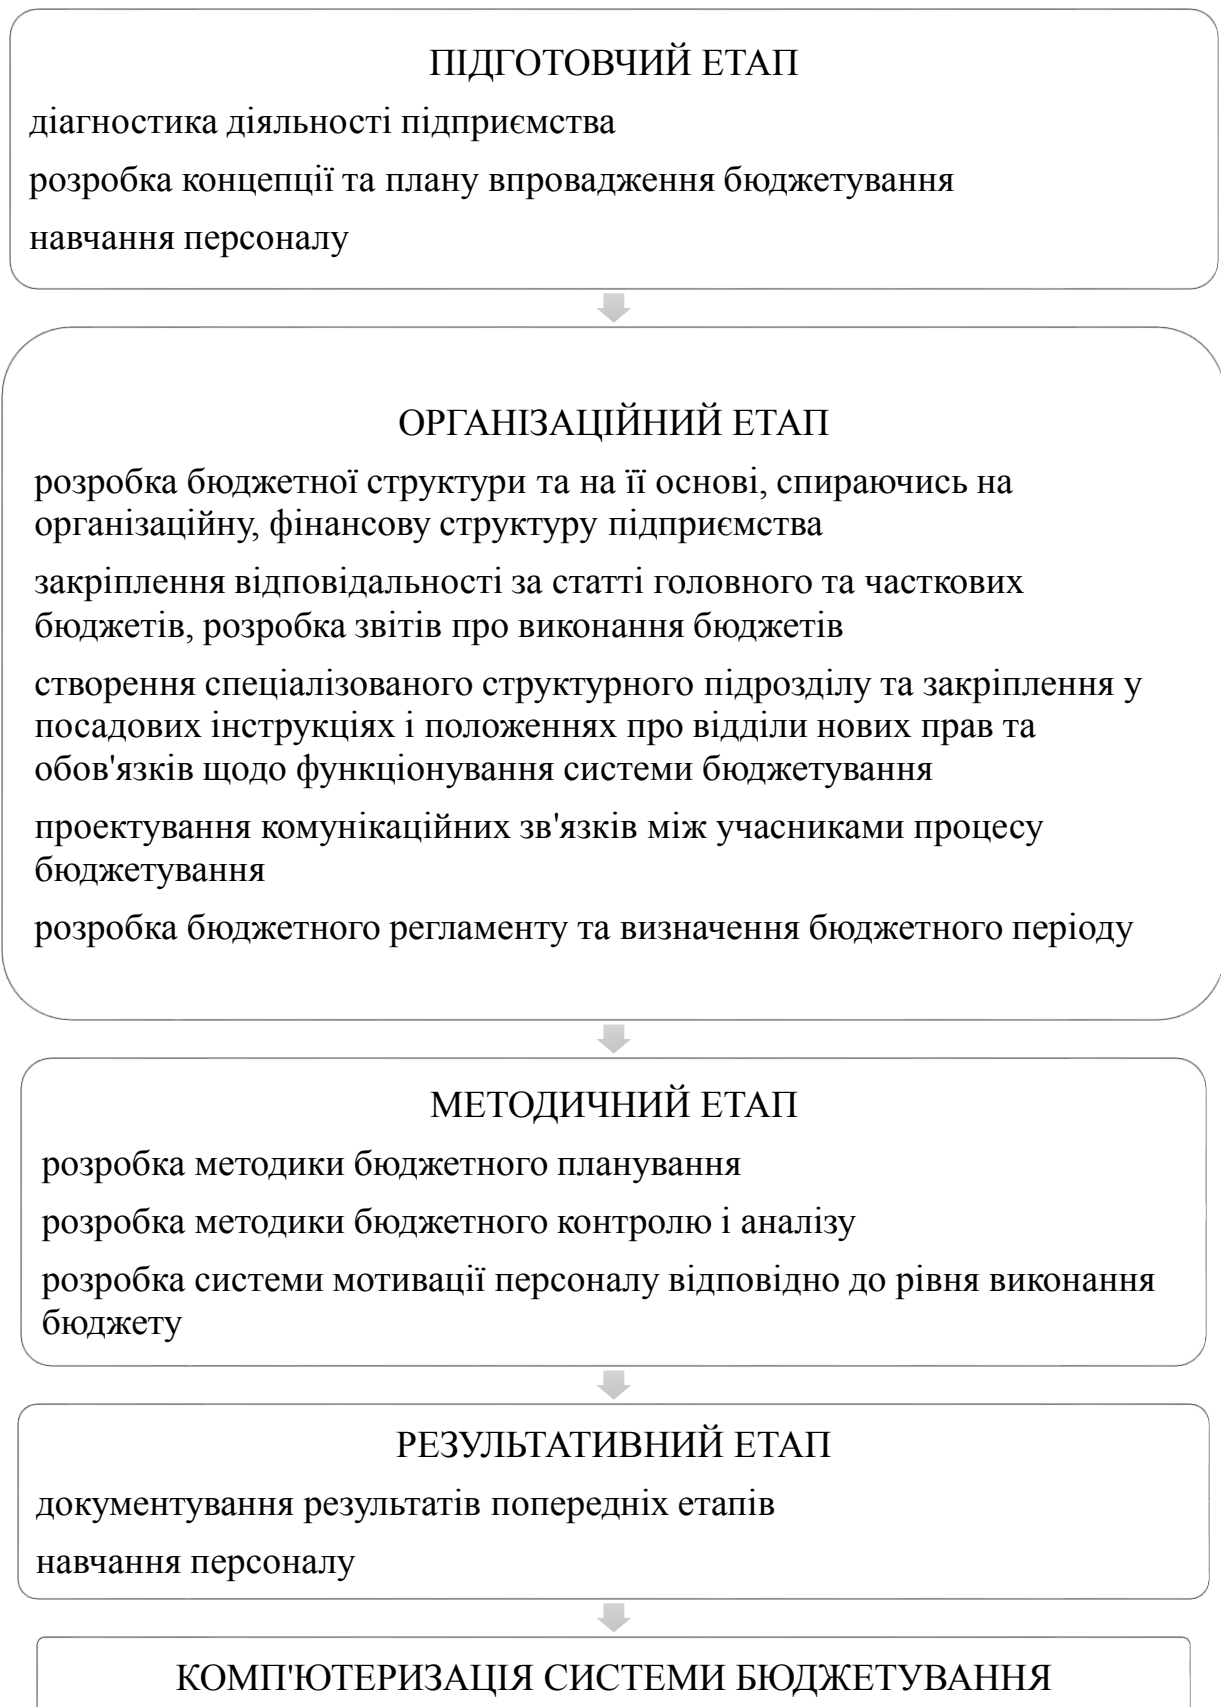 ПІДГОТОВЧИЙ ЕТАП
діагностика діяльності підприємства
розробка концепції та плану впровадження бюджетування
навчання персоналу
ОРГАНІЗАЦІЙНИЙ ЕТАП
розробка бюджетної структури та на її основі, спираючись на
організаційну, фінансову структуру підприємства
закріплення відповідальності за статті головного та часткових
бюджетів, розробка звітів про виконання бюджетів
створення спеціалізованого структурного підрозділу та закріплення у
посадових інструкціях і положеннях про відділи нових прав та
обов'язків щодо функціонування системи бюджетування
проектування комунікаційних зв'язків між учасниками процесу
бюджетування
розробка бюджетного регламенту та визначення бюджетного періоду
МЕТОДИЧНИЙ ЕТАП
розробка методики бюджетного планування
розробка методики бюджетного контролю і аналізу
розробка системи мотивації персоналу відповідно до рівня виконання
бюджету
РЕЗУЛЬТАТИВНИЙ ЕТАП
документування результатів попередніх етапів
навчання персоналу
КОМП'ЮТЕРИЗАЦІЯ СИСТЕМИ БЮДЖЕТУВАННЯ